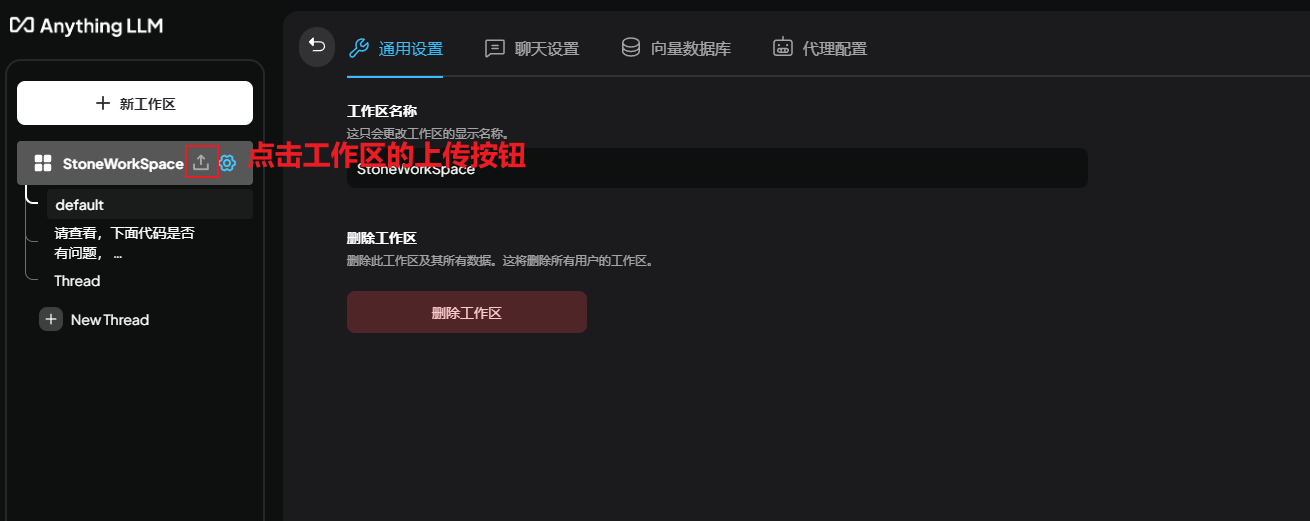 Anything LLM
新工作区
StoneWorkSpace
default
请查看，下面代码是否
有问题， ...
Thread
New Thread
通用设置
聊天设置
向量数据库
代理配置
工作区名称
这只会更改工作区的显示名称。
点击工作区的上传按钮
StoneWorkSpace
删除工作区
删除此工作区及其所有数据。这将删除所有用户的工作区。
删除工作区